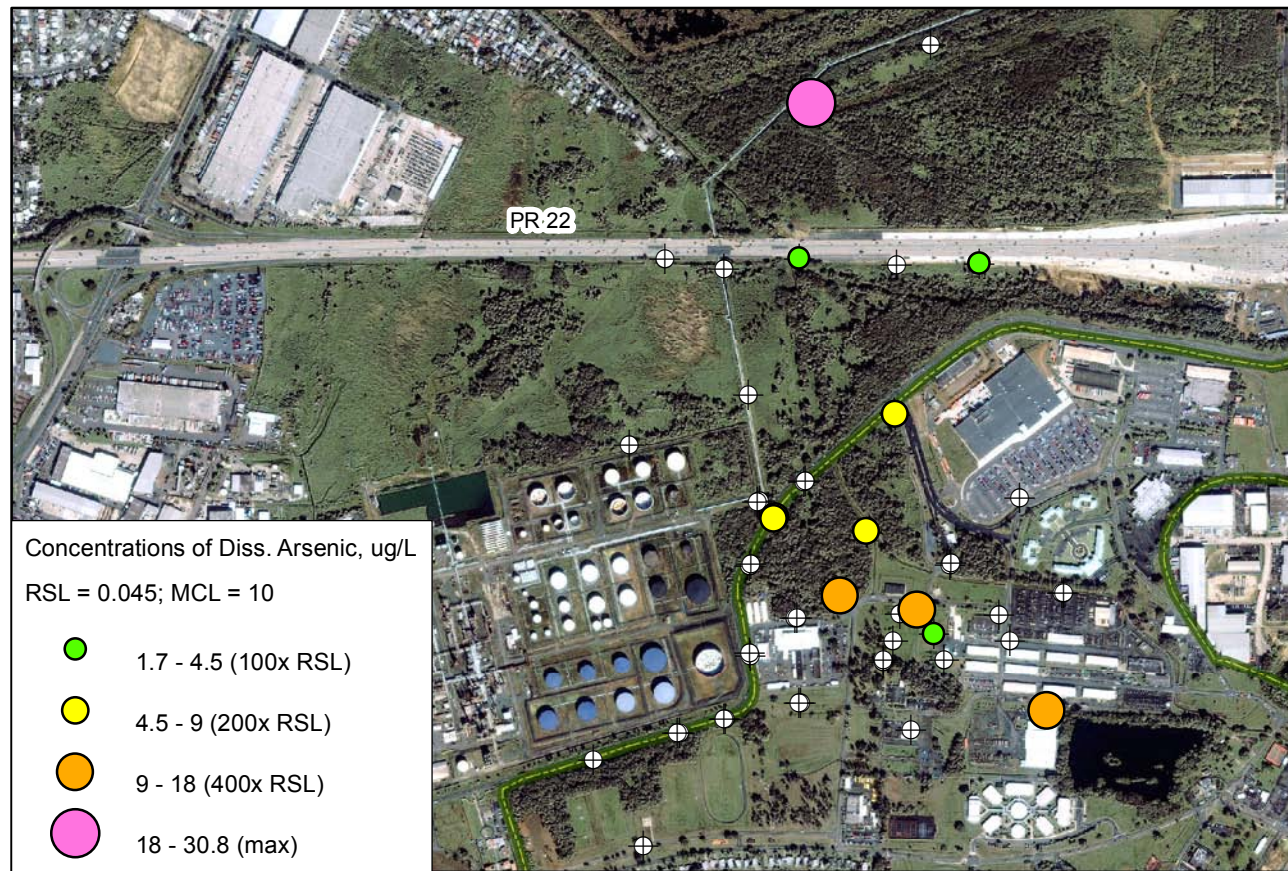 PR 22
Concentrations of Diss. Arsenic, ug/L
RSL = 0.045; MCL = 10
1.7 - 4.5 (100x RSL)
4.5 - 9 (200x RSL)
9 - 18 (400x RSL)
18 - 30.8 (max)